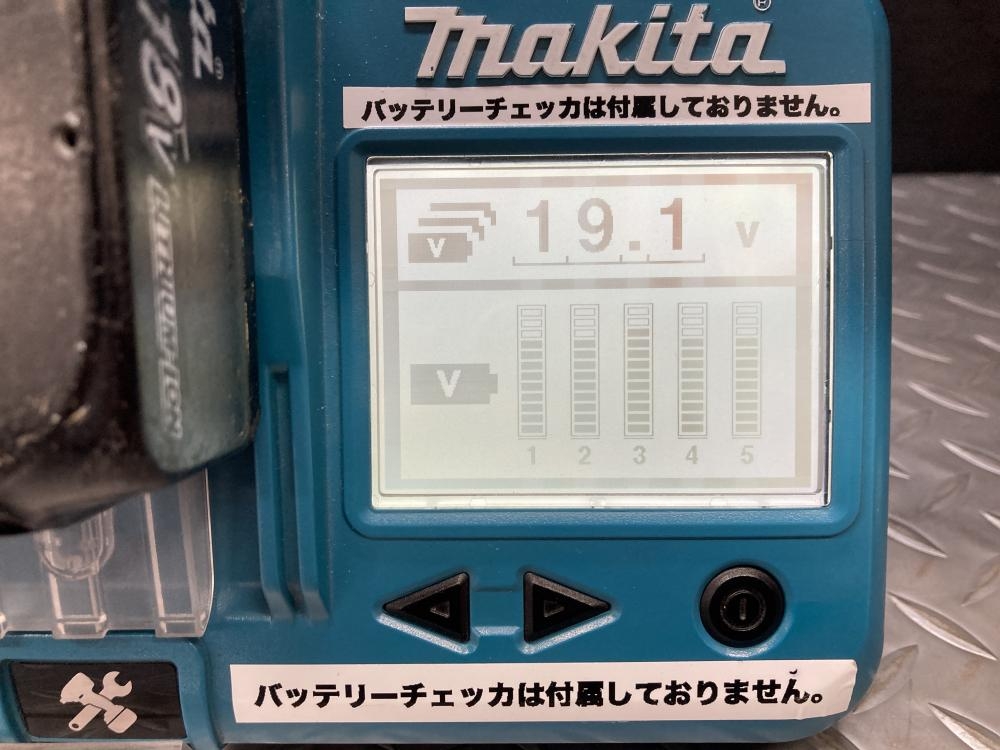 makita®
バッテリーチェッカは付属しておりません。
18V
LITHIUM-ION
V 19.1 V
V
1 2 3 4 5
バッテリーチェッカは付属しておりません。